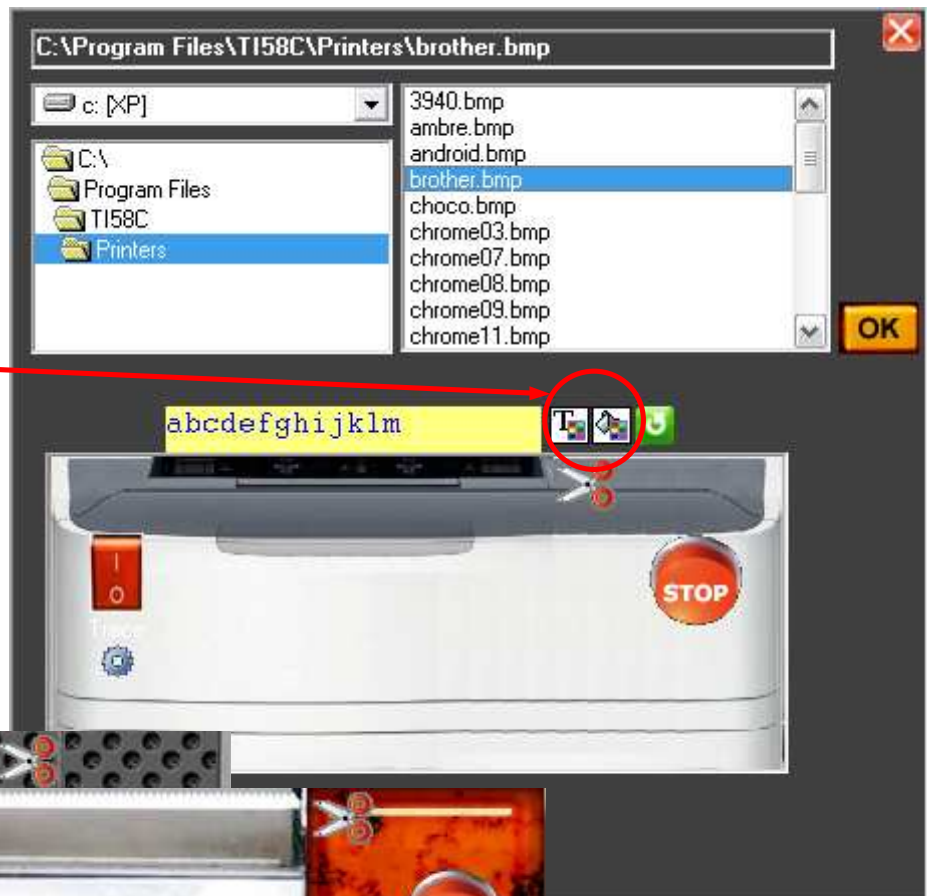 C:\Program Files\TI58C\Printers\brother.bmp
c: [XP]
C:\
Program Files
TI58C
Printers
3940.bmp
ambre.bmp
android.bmp
brother.bmp
choco.bmp
chrome03.bmp
chrome07.bmp
chrome08.bmp
chrome09.bmp
chrome11.bmp
OK
abcdefghijklm
T
I
O
STOP
Trace